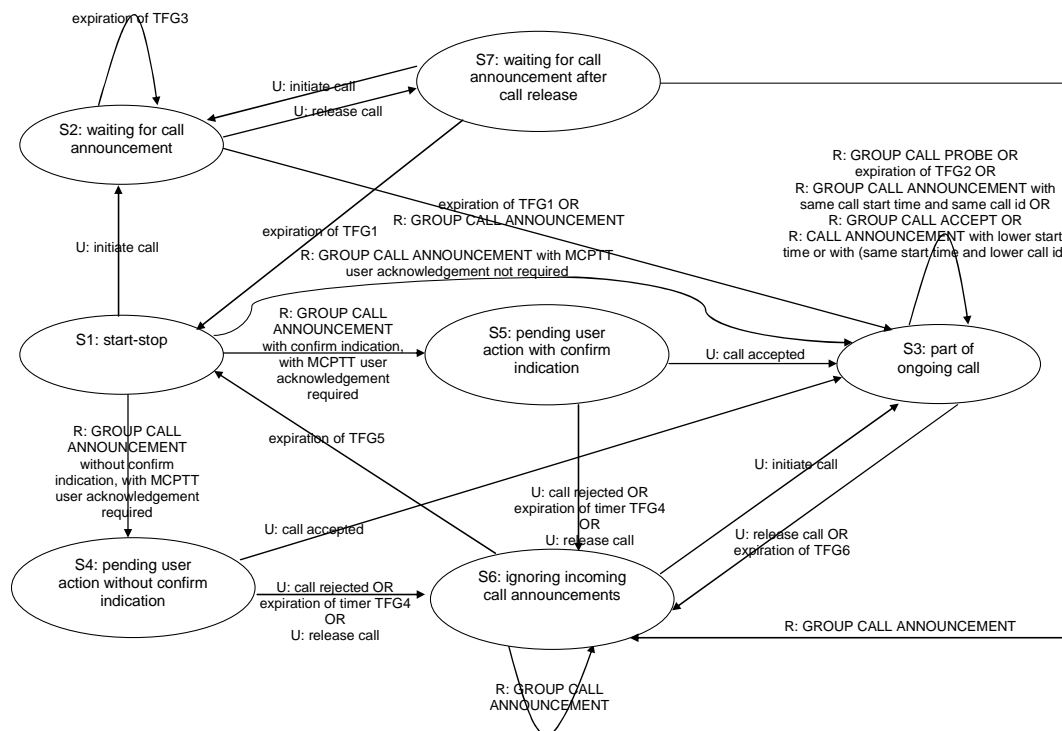 expiration of TFG3
S7: waiting for call
announcement after
call release
U: initiate call
U: release call
S2: waiting for call
announcement
R: GROUP CALL PROBE OR
expiration of TFG2 OR
R: GROUP CALL ANNOUNCEMENT with
same call start time and same call id OR
R: GROUP CALL ACCEPT OR
R: CALL ANNOUNCEMENT with lower start
time or with (same start time and lower call id
expiration of TFG1 OR
R: GROUP CALL ANNOUNCEMENT
expiration of TFG1
U: initiate call
R: GROUP CALL ANNOUNCEMENT with MCPTT
user acknowledgement not required
S1: start-stop
R: GROUP CALL
ANNOUNCEMENT
with confirm indication,
with MCPTT user
acknowledgement
required
S5: pending user
action with confirm
indication
U: call accepted
S3: part of
ongoing call
R: GROUP CALL
ANNOUNCEMENT
without confirm
indication, with MCPTT
user acknowledgement
required
expiration of TFG5
U: initiate call
U: call rejected OR
expiration of timer TFG4
OR
U: release call
U: call accepted
U: release call OR
expiration of TFG6
S4: pending user
action without confirm
indication
U: call rejected OR
expiration of timer TFG4
OR
U: release call
S6: ignoring incoming
call announcements
R: GROUP CALL ANNOUNCEMENT
R: GROUP CALL
ANNOUNCEMENT